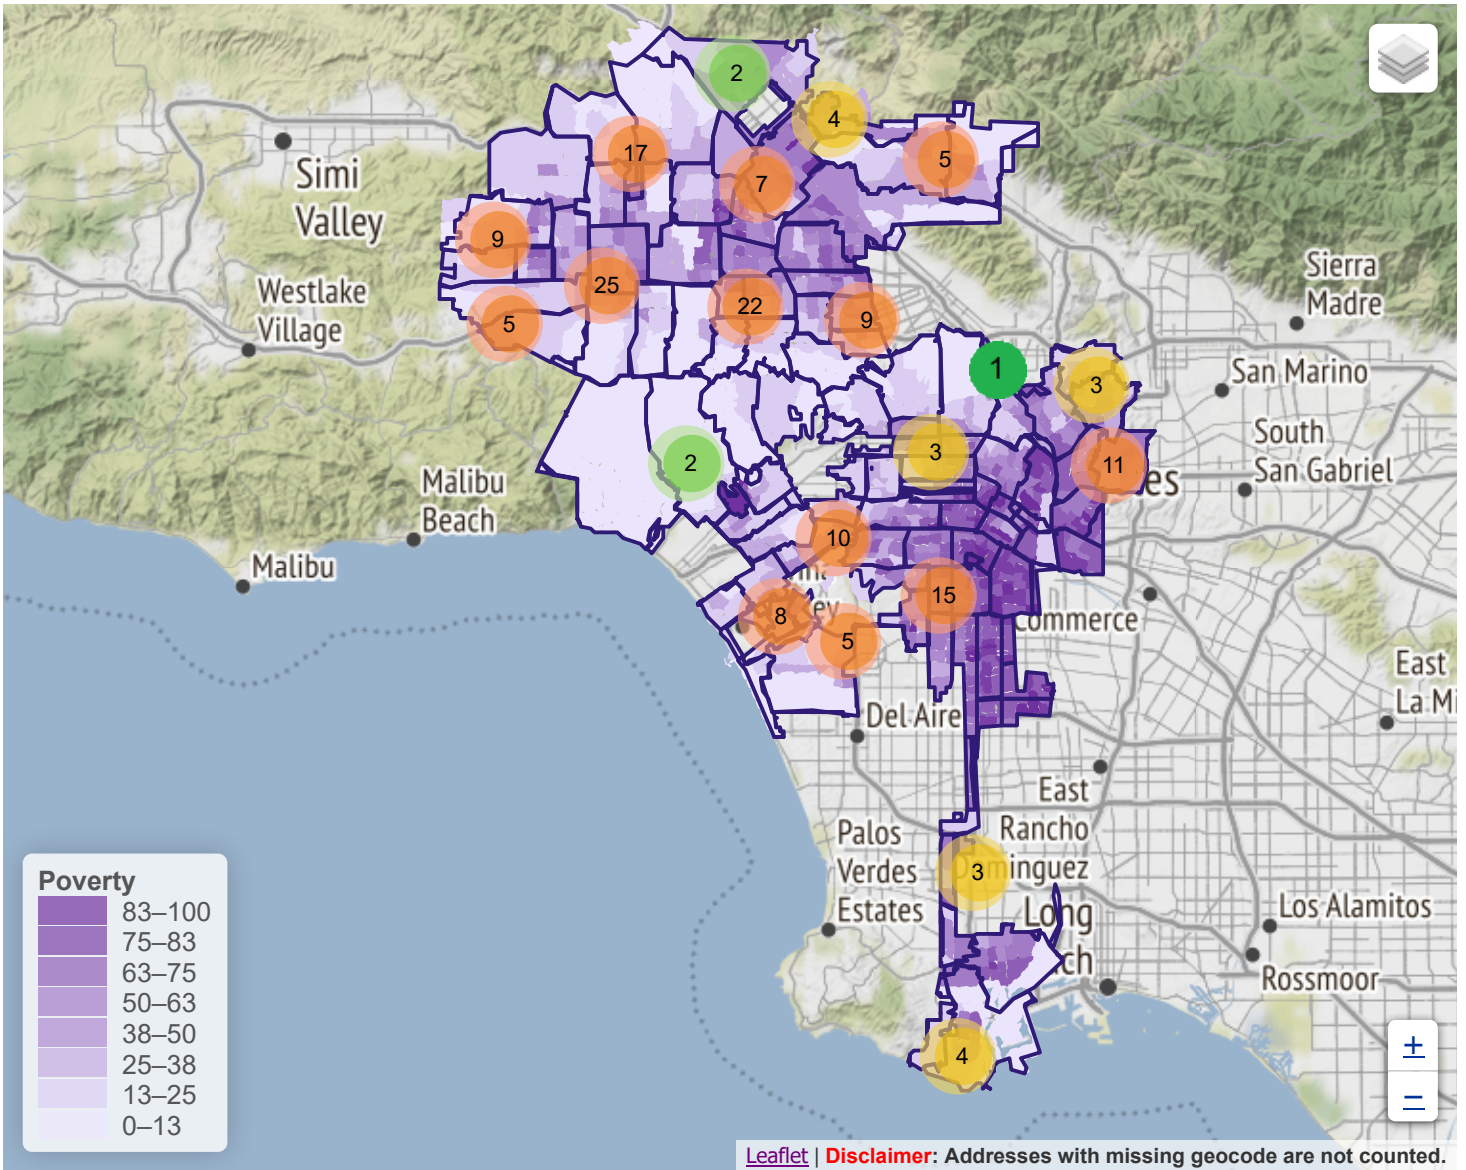 2
4
17
5
7
Simi
Valley
9
Sierra
Madre
25
Westlake
Village
22
5
9
1
San Marino
3
South
San Gabriel
3
2
11
es
Malibu
Beach
10
Malibu
15
8
ey
5
Commerce
East
La Mi
Del Aire
East
Rancho
Dominguez
Palos
Verdes
Estates
3
Long
ch
Los Alamitos
Rossmoor
4
Poverty
83–100
75–83
63–75
50–63
38–50
25–38
13–25
0–13
+
−
Leaflet | Disclaimer: Addresses with missing geocode are not counted.